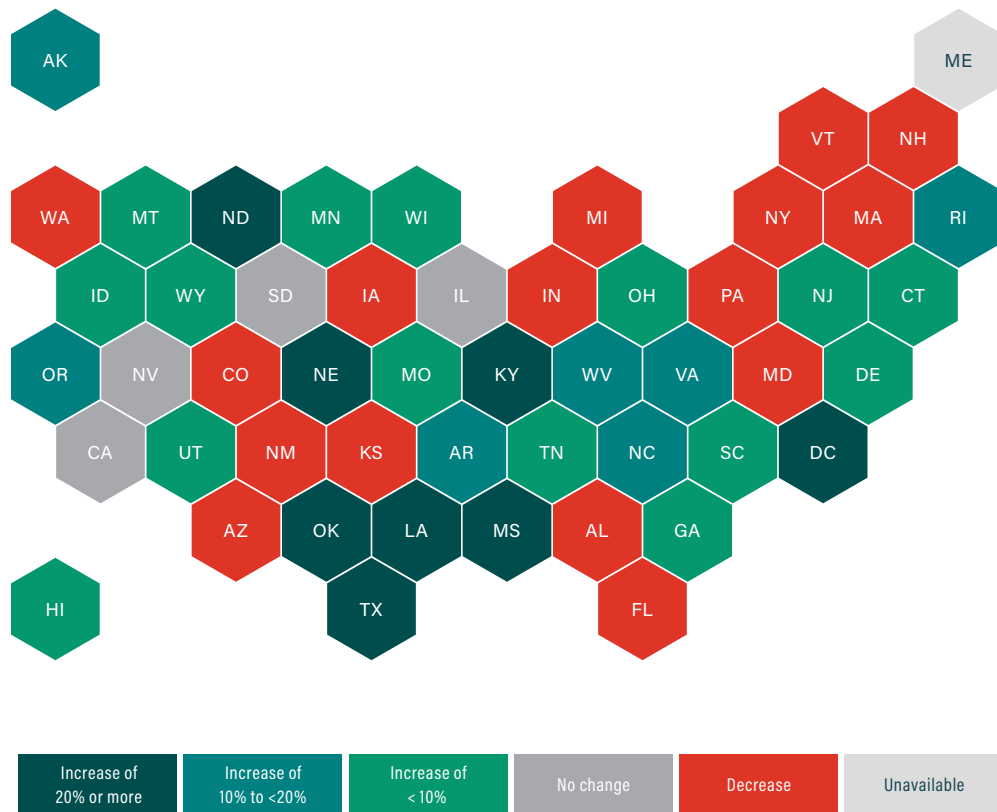 AK
ME
VT
NH
WA
MT
ND
MN
WI
MI
NY
MA
RI
ID
WY
SD
IA
IL
IN
OH
PA
NJ
CT
OR
NV
CO
NE
MO
KY
WV
VA
MD
DE
CA
UT
NM
KS
AR
TN
NC
SC
DC
AZ
OK
LA
MS
AL
GA
HI
TX
FL
Increase of
20% or more
Increase of
10% to <20%
Increase of
< 10%
No change
Decrease
Unavailable